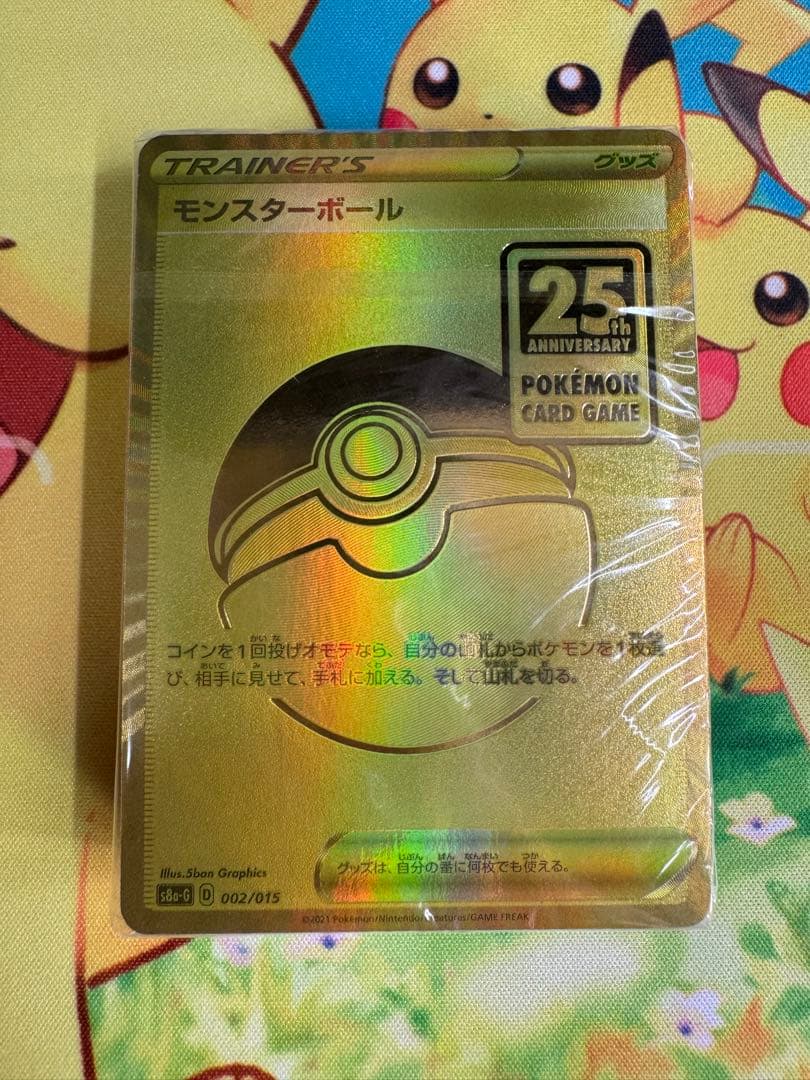 TRAINER'S
グッズ
モンスターボール
25th
ANNIVERSARY
POKÉMON
CARD GAME
コインを1回投げオモテなら、自分の山札からポケモンを1枚選
び、相手に見せて、手札に加える。そして山札を切る。
グッズは、自分の番に何枚でも使える。
Illus.5ban Graphics
s8a-G D 002/015
©2021 Pokémon/Nintendo/Creatures/GAME FREAK